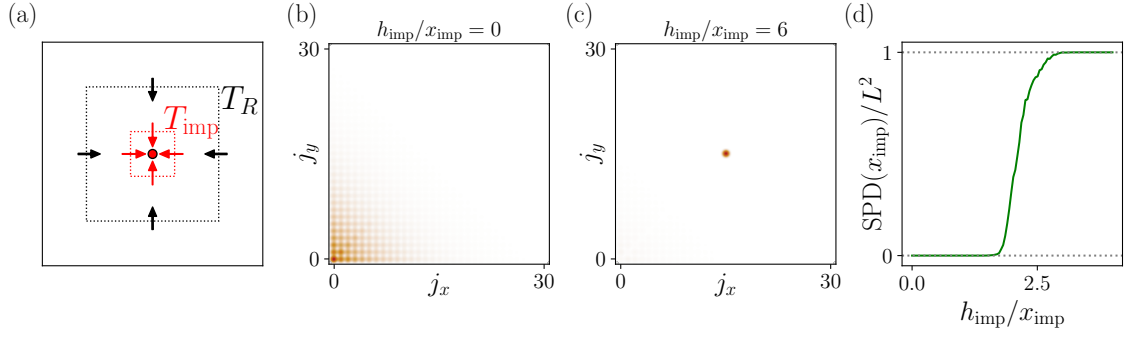 (a)
T_R
T_imp
(b)
h_imp/x_imp = 0
30
j_y
0
0
j_x
30
(c)
h_imp/x_imp = 6
30
j_y
0
0
j_x
30
(d)
SPD(x_imp)/L^2
1
0
0.0
2.5
h_imp/x_imp